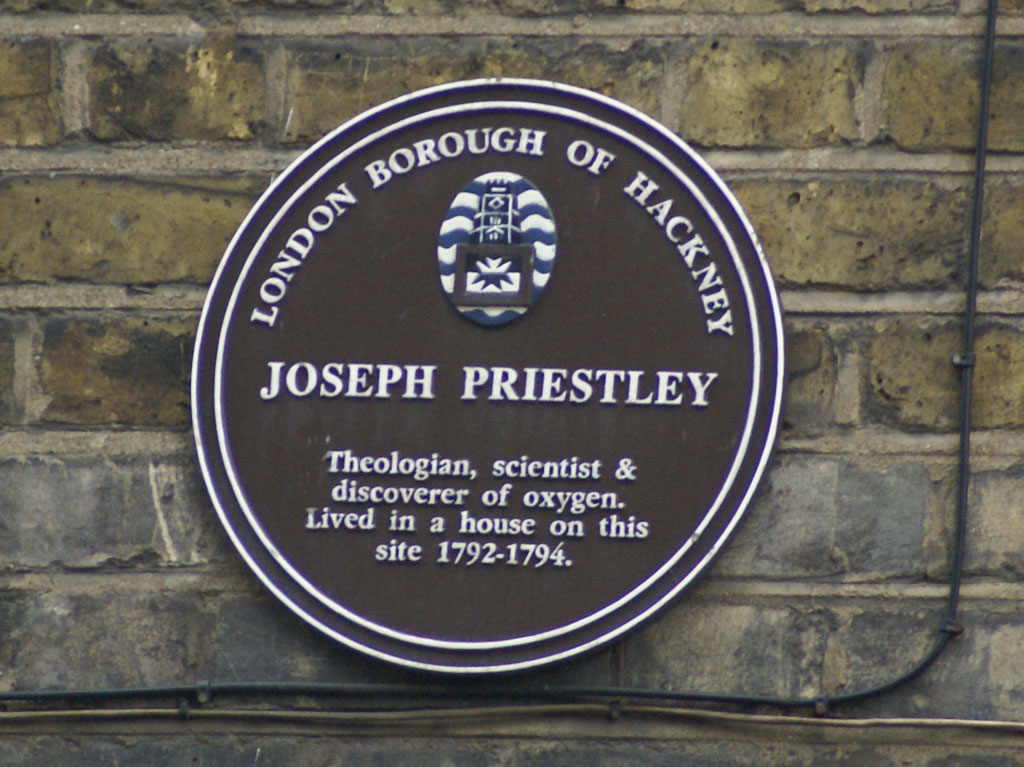 LONDON BOROUGH OF HACKNEY
JOSEPH PRIESTLEY
Theologian, scientist &
discoverer of oxygen.
Lived in a house on this
site 1792-1794.